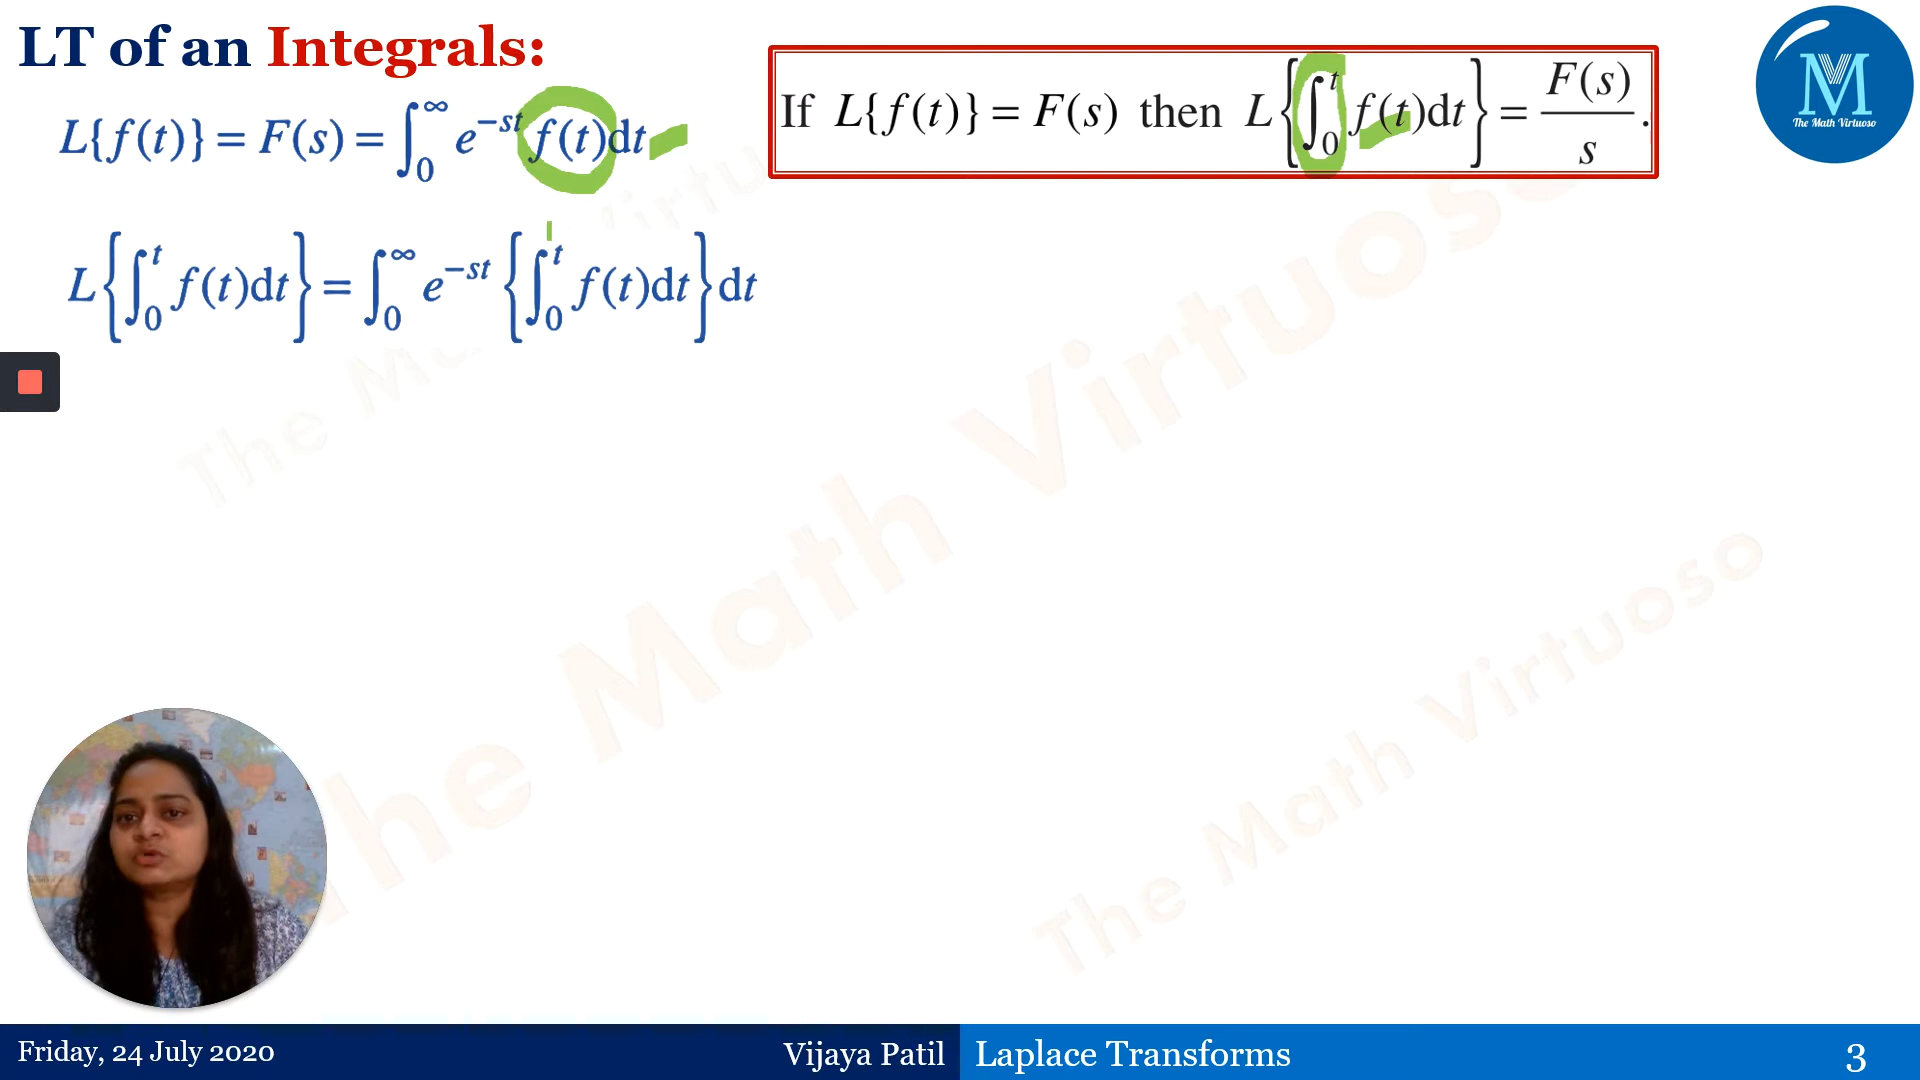 LT of an Integrals:
L{f(t)} = F(s) = ∫₀^∞ e^{−st} f(t)dt
If L{f(t)} = F(s) then L{∫₀^t f(t)dt} = F(s)/s.
M
The Math Virtuoso
L{∫₀^t f(t)dt} = ∫₀^∞ e^{−st} {∫₀^t f(t)dt} dt
The Math Virtuoso
The Math Virtuoso
The Math Virtuoso
Friday, 24 July 2020
Vijaya Patil
Laplace Transforms
3